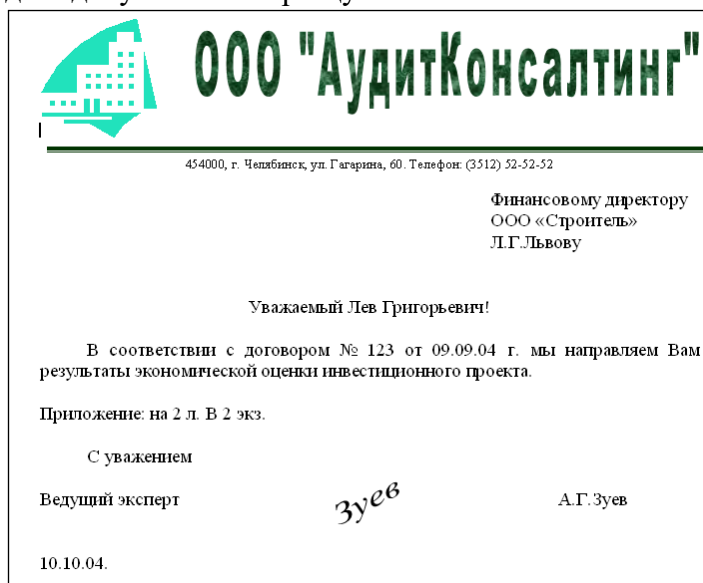 ООО "АудитКонсалтинг"
454000, г. Челябинск, ул. Гагарина, 60. Телефон: (3512) 52-52-52
Финансовому директору
ООО «Строитель»
Л.Г.Львову
Уважаемый Лев Григорьевич!
В соответствии с договором № 123 от 09.09.04 г. мы направляем Вам
результаты экономической оценки инвестиционного проекта.
Приложение: на 2 л. В 2 экз.
С уважением
Ведущий эксперт Зуев А.Г.Зуев
10.10.04.